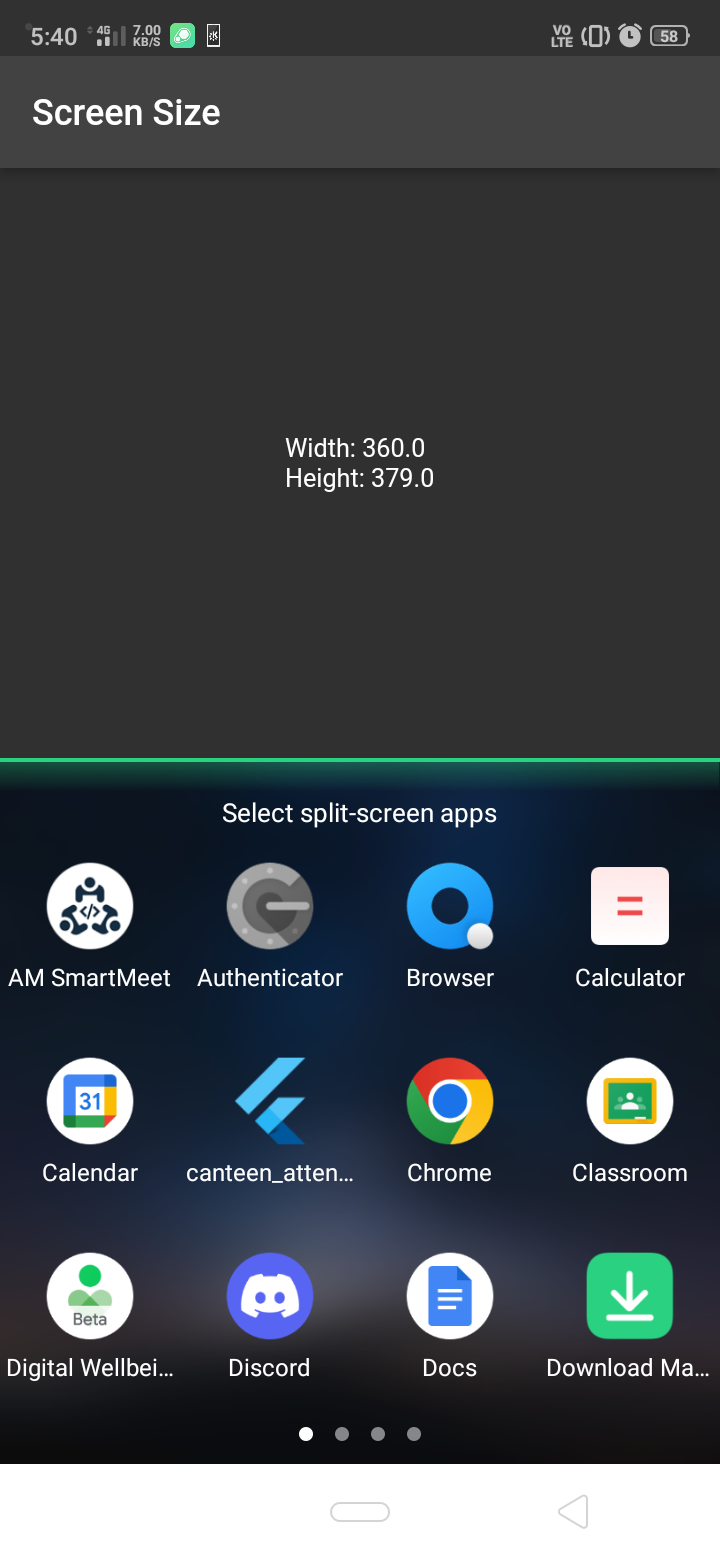 5:40 4G 7.00 KB/S VO LTE 58
Screen Size
Width: 360.0
Height: 379.0
Select split-screen apps
AM SmartMeet Authenticator Browser Calculator
31
Calendar canteen_atten... Chrome Classroom
Beta
Digital Wellbei... Discord Docs Download Ma...